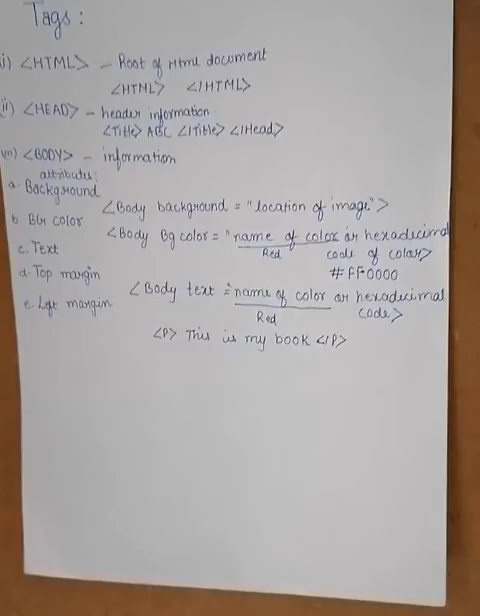 Tags :
i) <HTML> - Root of Html document
<HTML> </HTML>
(ii) <HEAD> - header information.
<Title> ABC </Title> </Head>
(iii) <BODY> - information
attributes:
a. Background
<Body background = "location of image">
b. BG color
<Body Bg color = "name of color or hexadecimal
Red code of color>
c. Text
#FF0000
d. Top margin
<Body text = name of color or hexadecimal
e. Left margin
Red code>
<P> This is my book </P>